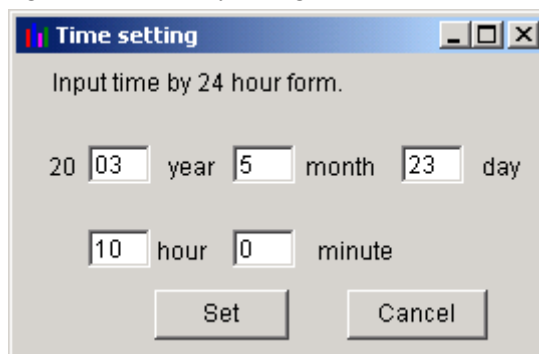 Time setting
Input time by 24 hour form.
20 03 year 5 month 23 day
10 hour 0 minute
Set Cancel